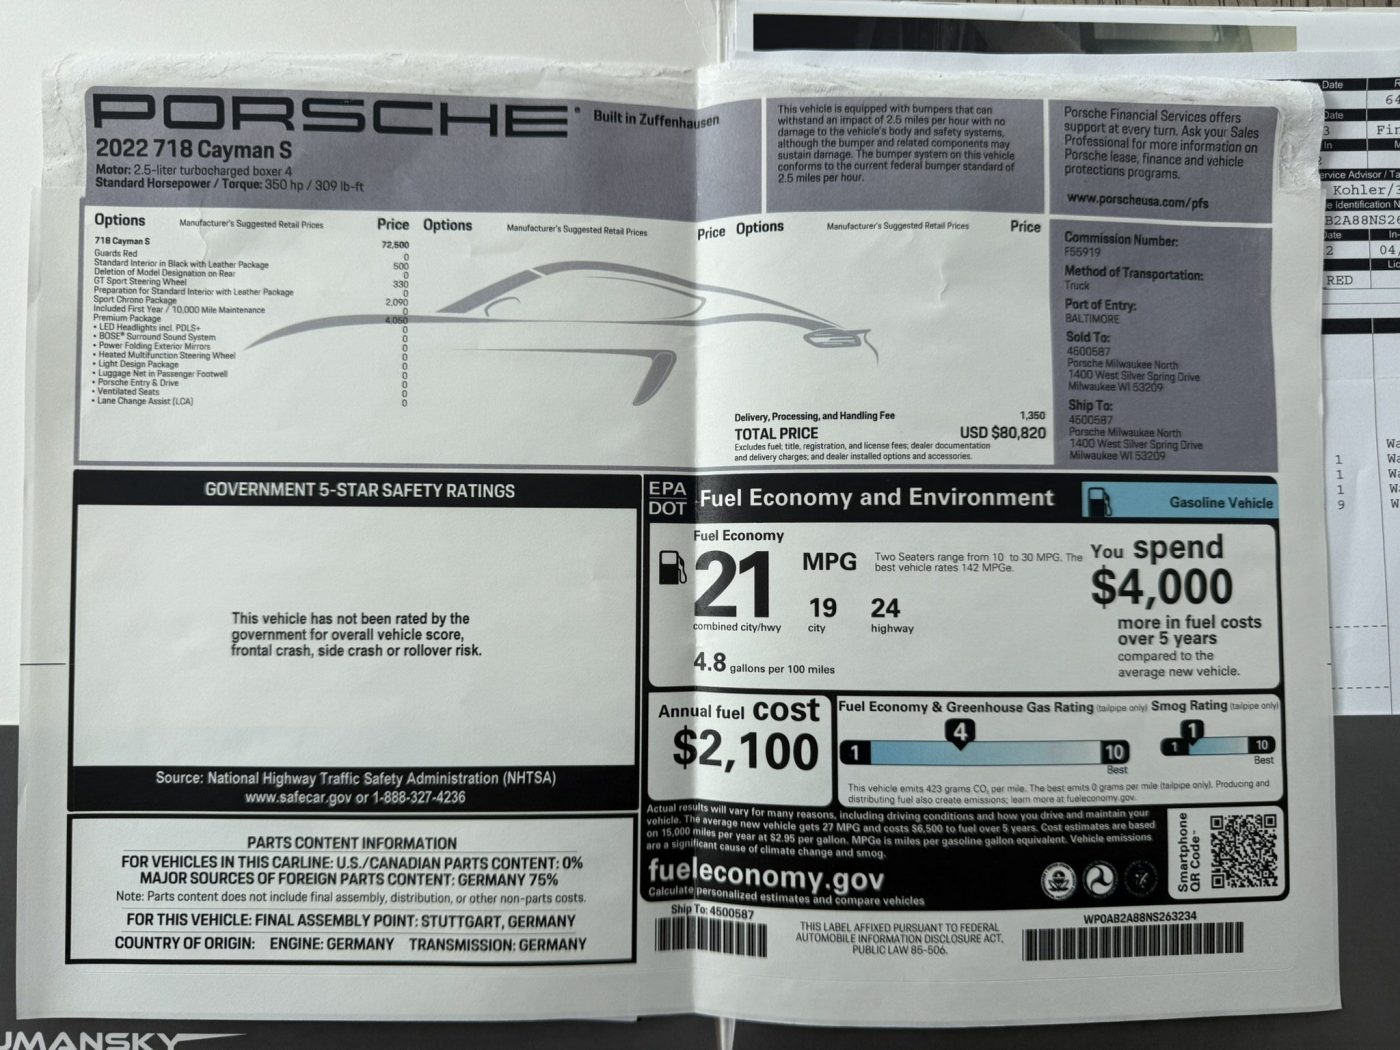 PORSCHE® Built in Zuffenhausen
2022 718 Cayman S
Motor: 2.5-liter turbocharged boxer 4
Standard Horsepower / Torque: 350 hp / 309 lb-ft
This vehicle is equipped with bumpers that can
withstand an impact of 2.5 miles per hour with no
damage to the vehicle's body and safety systems,
although the bumper and related components may
sustain damage. The bumper system on this vehicle
conforms to the current federal bumper standard of
2.5 miles per hour.
Porsche Financial Services offers
support at every turn. Ask your Sales
Professional for more information on
Porsche lease, finance and vehicle
protections programs.
www.porscheusa.com/pfs
Options Manufacturer's Suggested Retail Prices Price
718 Cayman S 72,500
Guards Red 0
Standard Interior in Black with Leather Package 500
Deletion of Model Designation on Rear 0
GT Sport Steering Wheel 330
Preparation for Standard Interior with Leather Package 0
Sport Chrono Package 2,090
Included First Year / 10,000 Mile Maintenance 0
Premium Package 4,050
• LED Headlights incl. PDLS+ 0
• BOSE® Surround Sound System 0
• Power Folding Exterior Mirrors 0
• Heated Multifunction Steering Wheel 0
• Light Design Package 0
• Luggage Net in Passenger Footwell 0
• Porsche Entry & Drive 0
• Ventilated Seats 0
• Lane Change Assist (LCA) 0
Options Manufacturer's Suggested Retail Prices Price
Options Manufacturer's Suggested Retail Prices Price
Delivery, Processing, and Handling Fee 1,350
TOTAL PRICE USD $80,820
Excludes fuel; title, registration, and license fees; dealer documentation
and delivery charges; and dealer installed options and accessories.
Commission Number:
F55919
Method of Transportation:
Truck
Port of Entry:
BALTIMORE
Sold To:
4500587
Porsche Milwaukee North
1400 West Silver Spring Drive
Milwaukee WI 53209
Ship To:
4500587
Porsche Milwaukee North
1400 West Silver Spring Drive
Milwaukee WI 53209
GOVERNMENT 5-STAR SAFETY RATINGS
This vehicle has not been rated by the
government for overall vehicle score,
frontal crash, side crash or rollover risk.
Source: National Highway Traffic Safety Administration (NHTSA)
www.safecar.gov or 1-888-327-4236
PARTS CONTENT INFORMATION
FOR VEHICLES IN THIS CARLINE: U.S./CANADIAN PARTS CONTENT: 0%
MAJOR SOURCES OF FOREIGN PARTS CONTENT: GERMANY 75%
Note: Parts content does not include final assembly, distribution, or other non-parts costs.
FOR THIS VEHICLE: FINAL ASSEMBLY POINT: STUTTGART, GERMANY
COUNTRY OF ORIGIN: ENGINE: GERMANY TRANSMISSION: GERMANY
EPA
DOT
Fuel Economy and Environment
Gasoline Vehicle
Fuel Economy
21 MPG
combined city/hwy
19
city
24
highway
4.8 gallons per 100 miles
Two Seaters range from 10 to 30 MPG. The
best vehicle rates 142 MPGe.
You spend
$4,000
more in fuel costs
over 5 years
compared to the
average new vehicle.
Annual fuel cost
$2,100
Fuel Economy & Greenhouse Gas Rating (tailpipe only)
4
1 10
Best
Smog Rating (tailpipe only)
1
1 10
Best
This vehicle emits 423 grams CO₂ per mile. The best emits 0 grams per mile (tailpipe only). Producing and
distributing fuel also create emissions; learn more at fueleconomy.gov.
Actual results will vary for many reasons, including driving conditions and how you drive and maintain your
vehicle. The average new vehicle gets 27 MPG and costs $6,500 to fuel over 5 years. Cost estimates are based
on 15,000 miles per year at $2.95 per gallon. MPGe is miles per gasoline gallon equivalent. Vehicle emissions
are a significant cause of climate change and smog.
fueleconomy.gov
Calculate personalized estimates and compare vehicles
Smartphone
QR Code™
Ship To: 4500587
THIS LABEL AFFIXED PURSUANT TO FEDERAL
AUTOMOBILE INFORMATION DISCLOSURE ACT,
PUBLIC LAW 85-506.
WP0AB2A88NS263234
Date
64
Date
3 Fin
In
2
ervice Advisor / Ta
Kohler/3
e Identification N
B2A88NS26
Date In-
2 04/
Lic
RED
Wa
1 Wa
1 Wa
1 Wa
9 W
UMANSKY